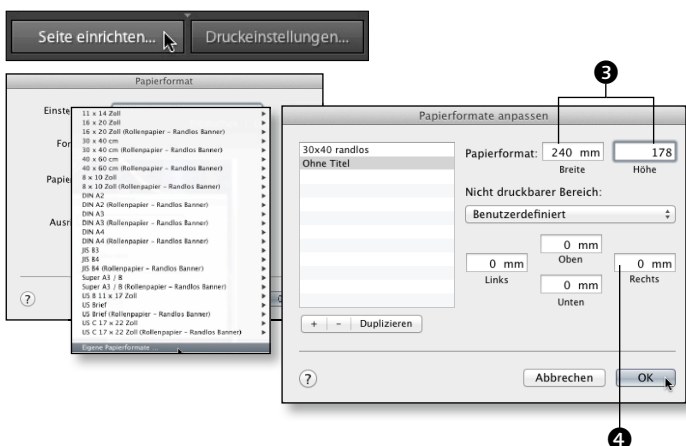 Seite einrichten... Druckeinstellungen...
Papierformat
Einste
For
Papie
Ausri
11 x 14 Zoll
16 x 20 Zoll
16 x 20 Zoll (Rollenpapier – Randlos Banner)
30 x 40 cm
30 x 40 cm (Rollenpapier – Randlos Banner)
40 x 60 cm
40 x 60 cm (Rollenpapier – Randlos Banner)
8 x 10 Zoll
8 x 10 Zoll (Rollenpapier – Randlos Banner)
DIN A2
DIN A2 (Rollenpapier – Randlos Banner)
DIN A3
DIN A3 (Rollenpapier – Randlos Banner)
DIN A4
DIN A4 (Rollenpapier – Randlos Banner)
JIS B3
JIS B4
JIS B4 (Rollenpapier – Randlos Banner)
Super A3 / B
Super A3 / B (Rollenpapier – Randlos Banner)
US B 11 x 17 Zoll
US Brief
US Brief (Rollenpapier – Randlos Banner)
US C 17 x 22 Zoll
US C 17 x 22 Zoll (Rollenpapier – Randlos Banner)
Eigene Papierformate ...
?
3
Papierformate anpassen
30x40 randlos
Ohne Titel
+ – Duplizieren
Papierformat: 240 mm 178
Breite Höhe
Nicht druckbarer Bereich:
Benutzerdefiniert
0 mm
Oben
0 mm 0 mm
Links Rechts
0 mm
Unten
? Abbrechen OK
4